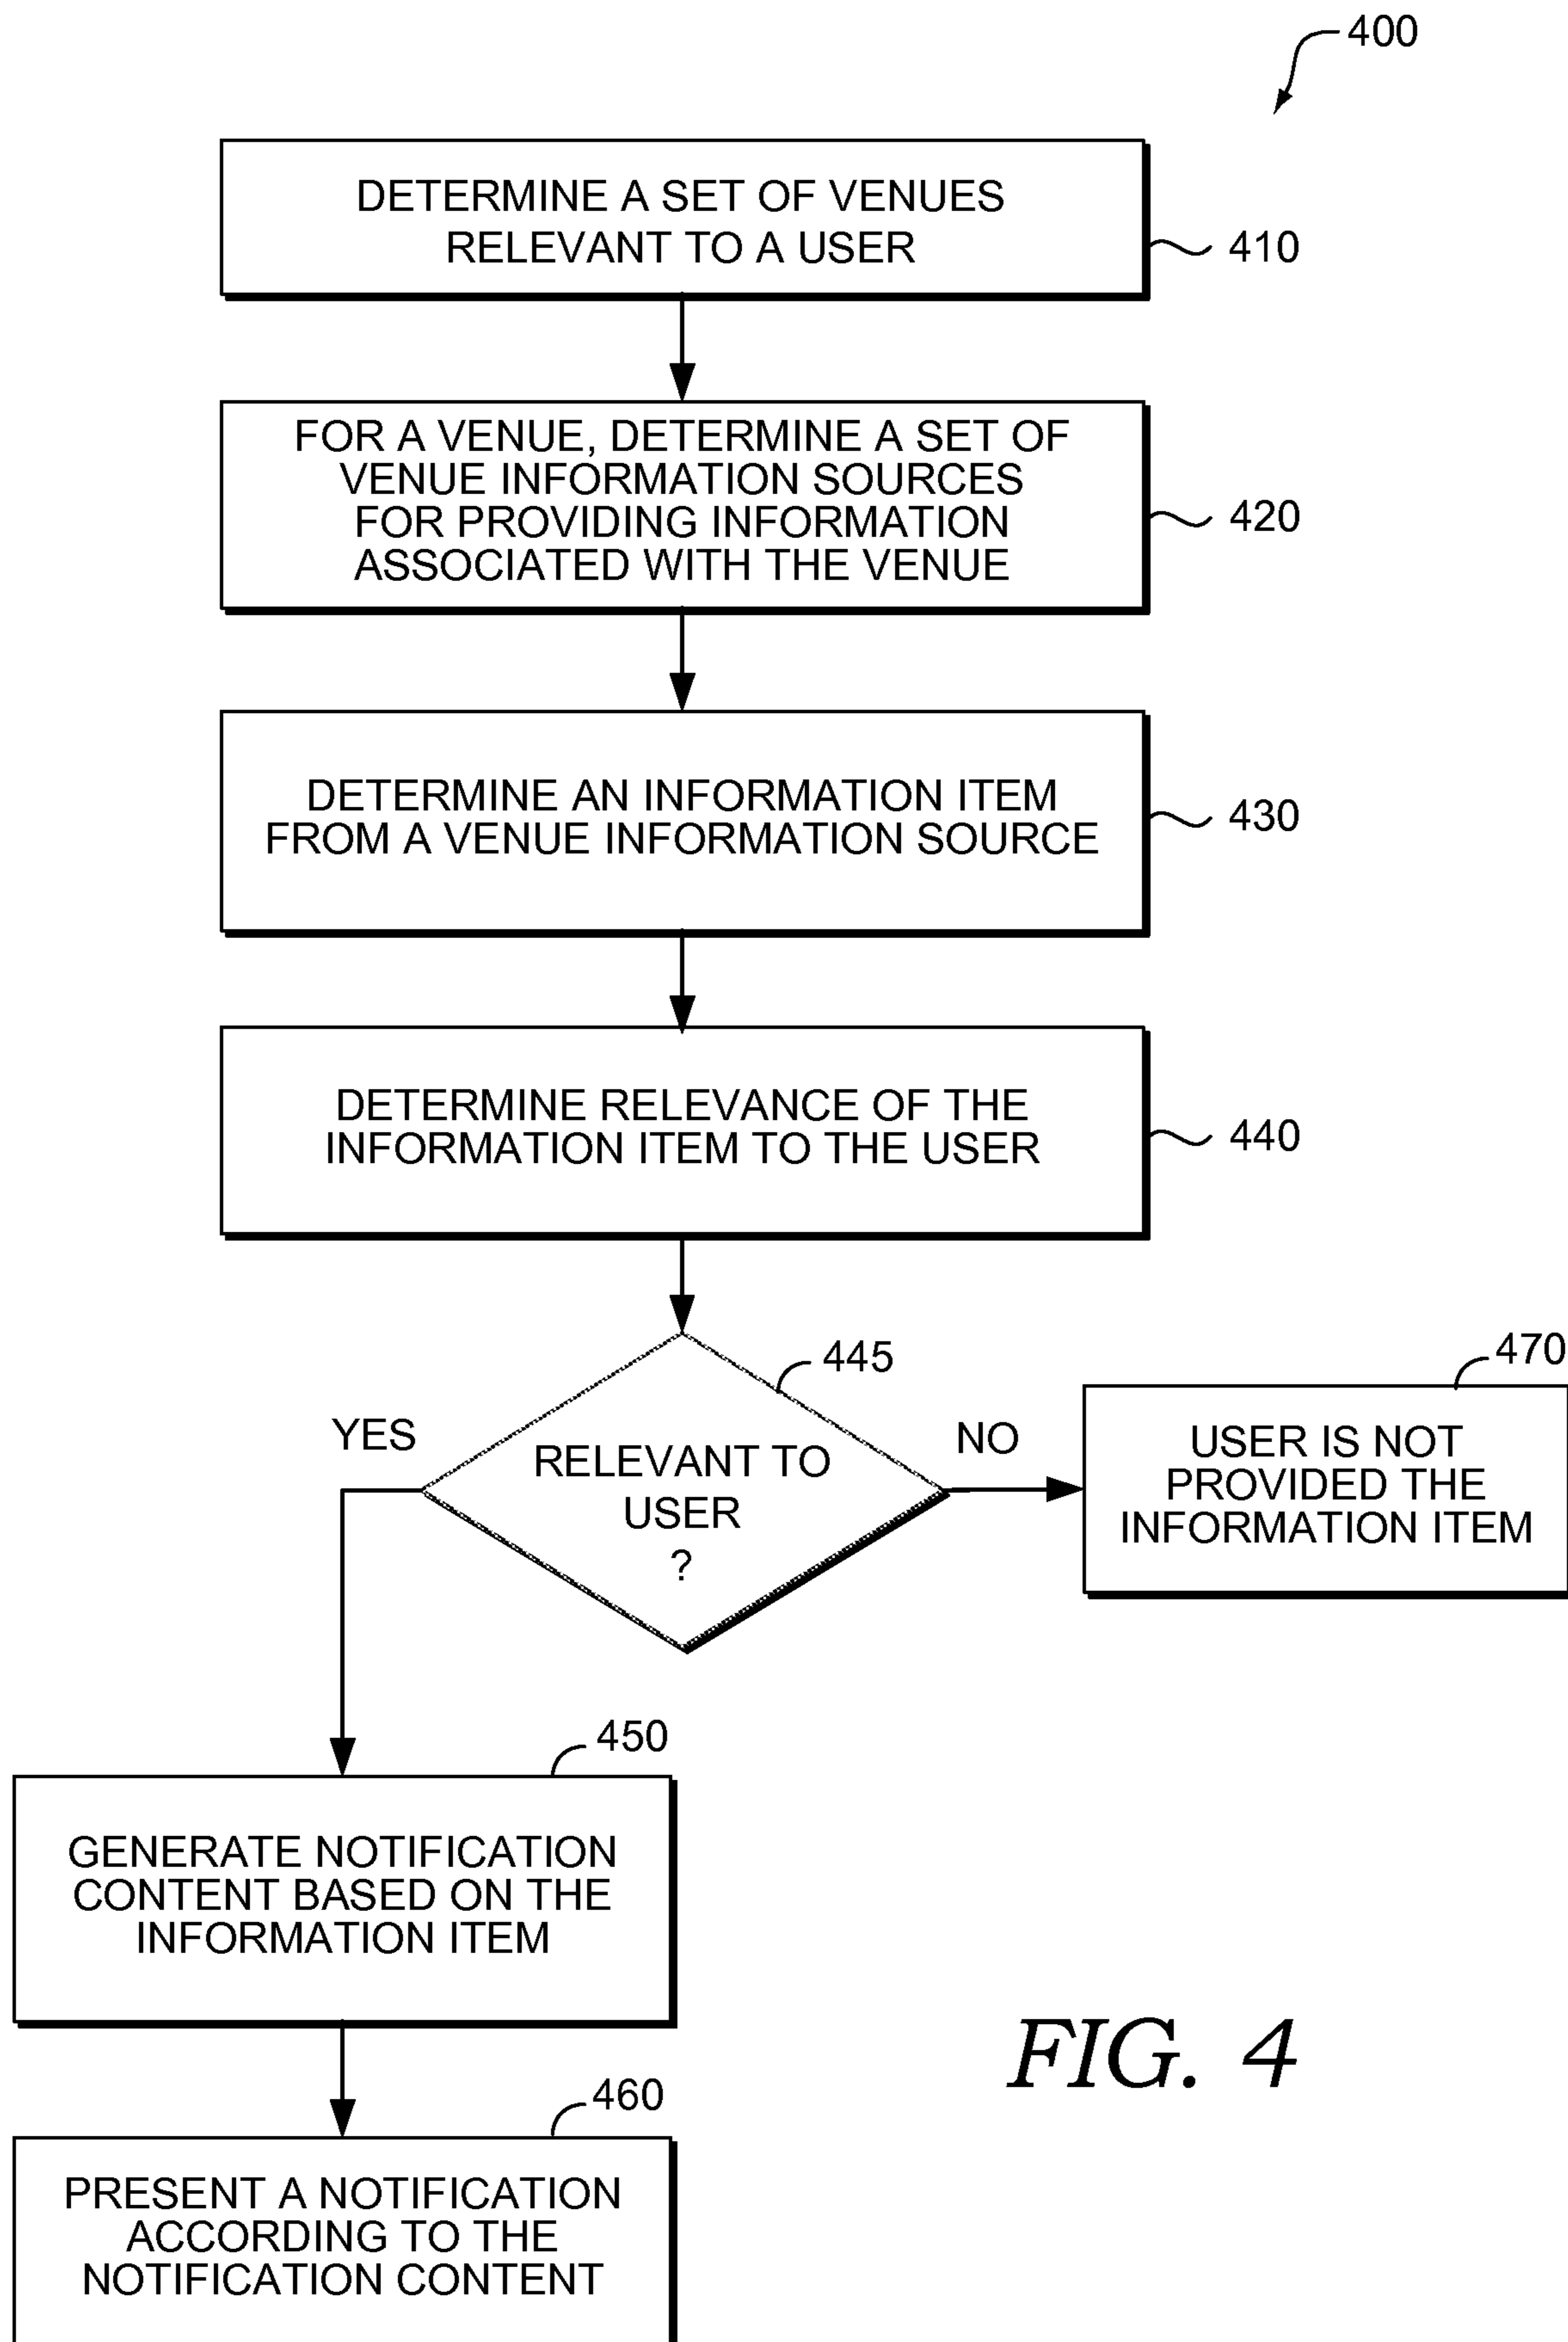 400
DETERMINE A SET OF VENUES
RELEVANT TO A USER
410
FOR A VENUE, DETERMINE A SET OF
VENUE INFORMATION SOURCES
FOR PROVIDING INFORMATION
ASSOCIATED WITH THE VENUE
420
DETERMINE AN INFORMATION ITEM
FROM A VENUE INFORMATION SOURCE
430
DETERMINE RELEVANCE OF THE
INFORMATION ITEM TO THE USER
440
445
RELEVANT TO
USER
?
YES
NO
470
USER IS NOT
PROVIDED THE
INFORMATION ITEM
450
GENERATE NOTIFICATION
CONTENT BASED ON THE
INFORMATION ITEM
460
PRESENT A NOTIFICATION
ACCORDING TO THE
NOTIFICATION CONTENT
FIG. 4